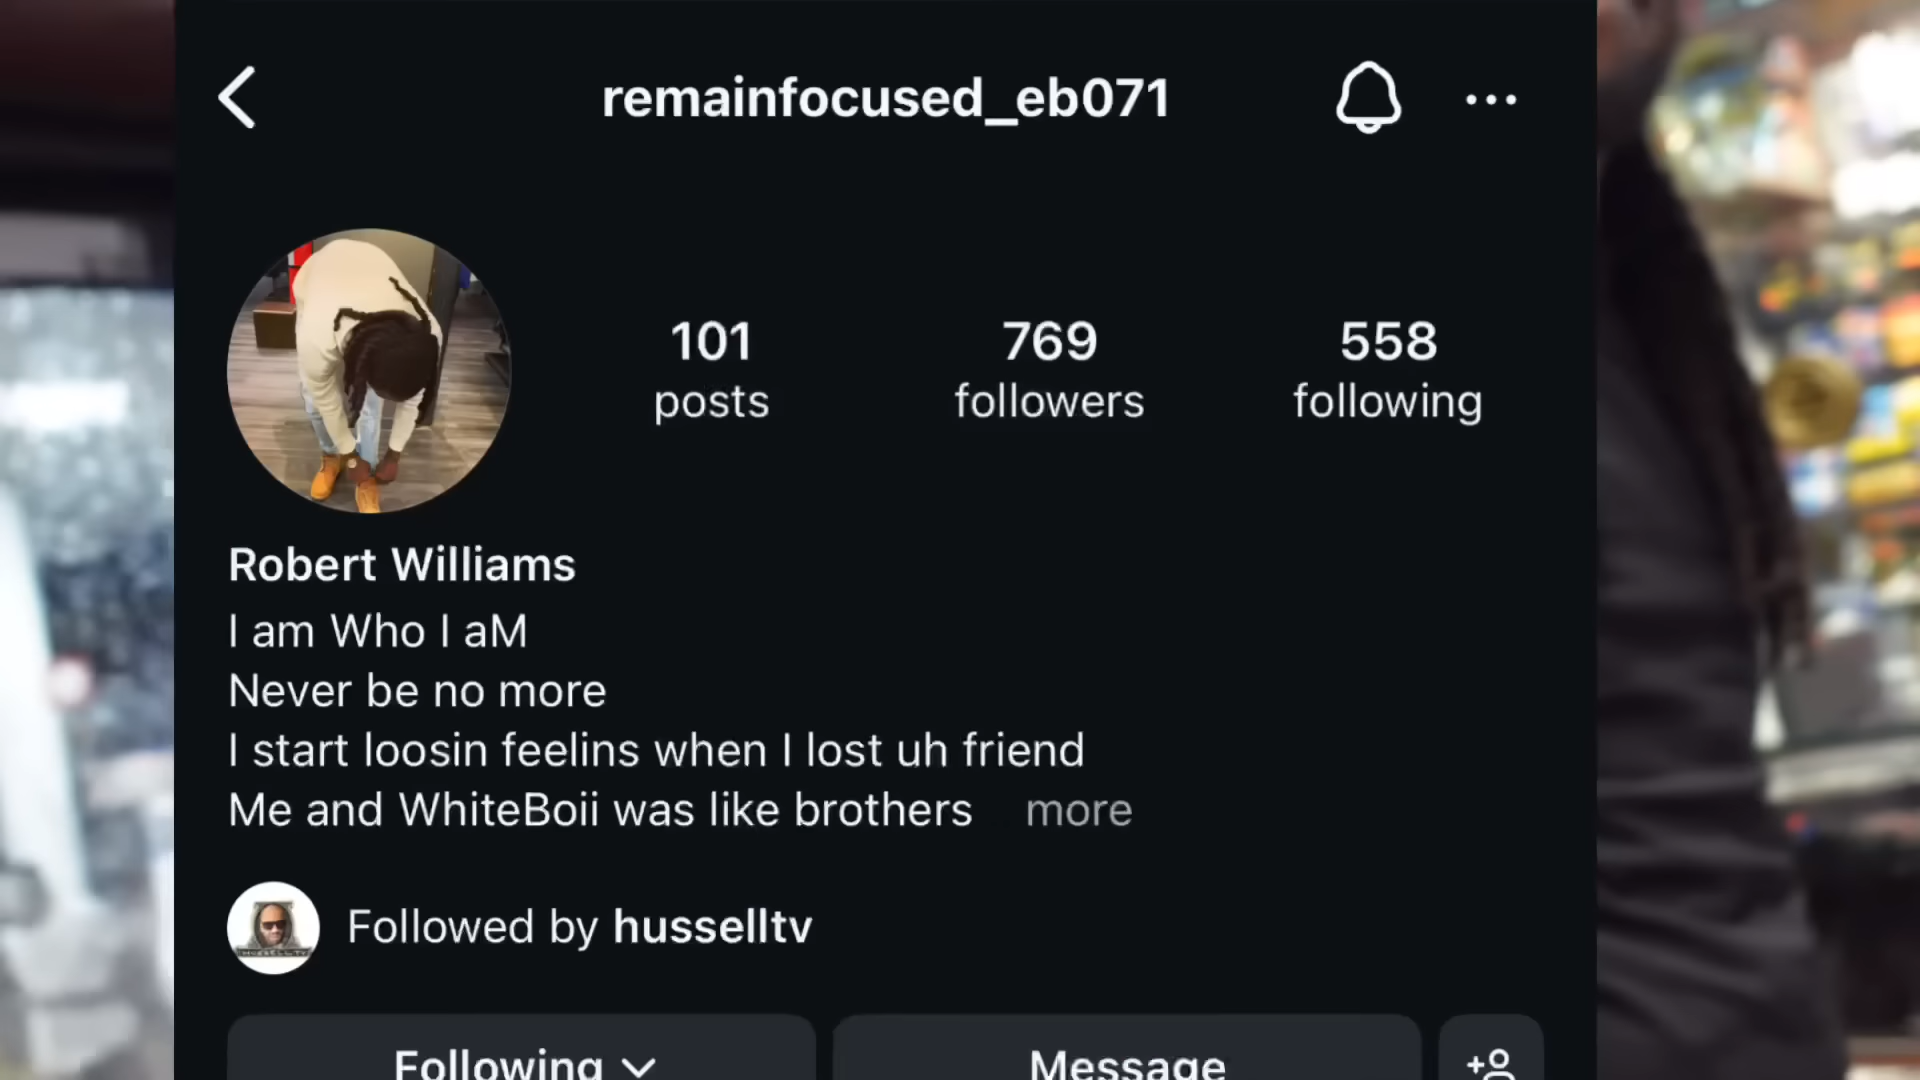 remainfocused_eb071
101
posts
769
followers
558
following
Robert Williams
I am Who I aM
Never be no more
I start loosin feelins when I lost uh friend
Me and WhiteBoii was like brothers more
Followed by husselltv
Following
Message